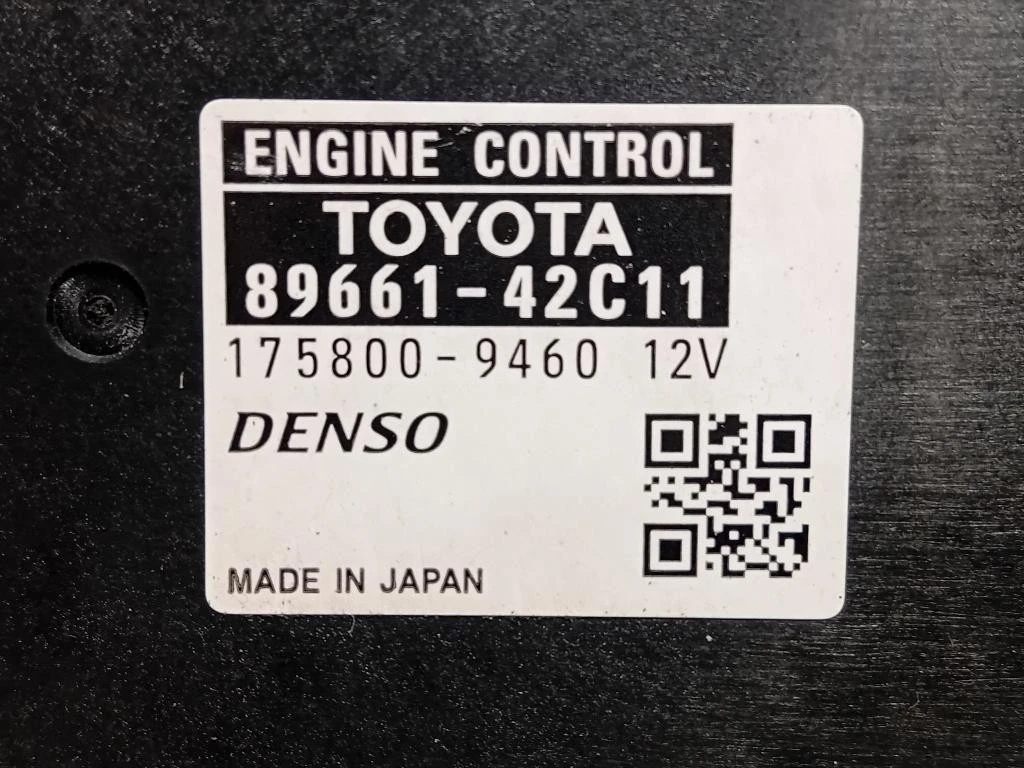 ENGINE CONTROL
TOYOTA
89661-42C11
175800-9460 12V
DENSO
MADE IN JAPAN